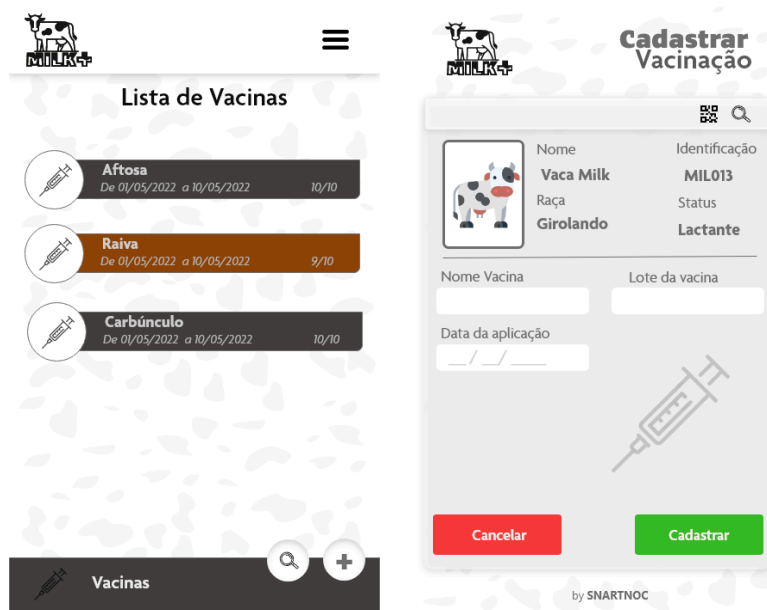 MILK+
Lista de Vacinas
Aftosa
De 01/05/2022 a 10/05/2022 10/10
Raiva
De 01/05/2022 a 10/05/2022 9/10
Carbúnculo
De 01/05/2022 a 10/05/2022 10/10
Vacinas
MILK+
Cadastrar
Vacinação
Nome Identificação
Vaca Milk MIL013
Raça Status
Girolando Lactante
Nome Vacina Lote da vacina
Data da aplicação
__/__/____
Cancelar Cadastrar
by SNARTNOC